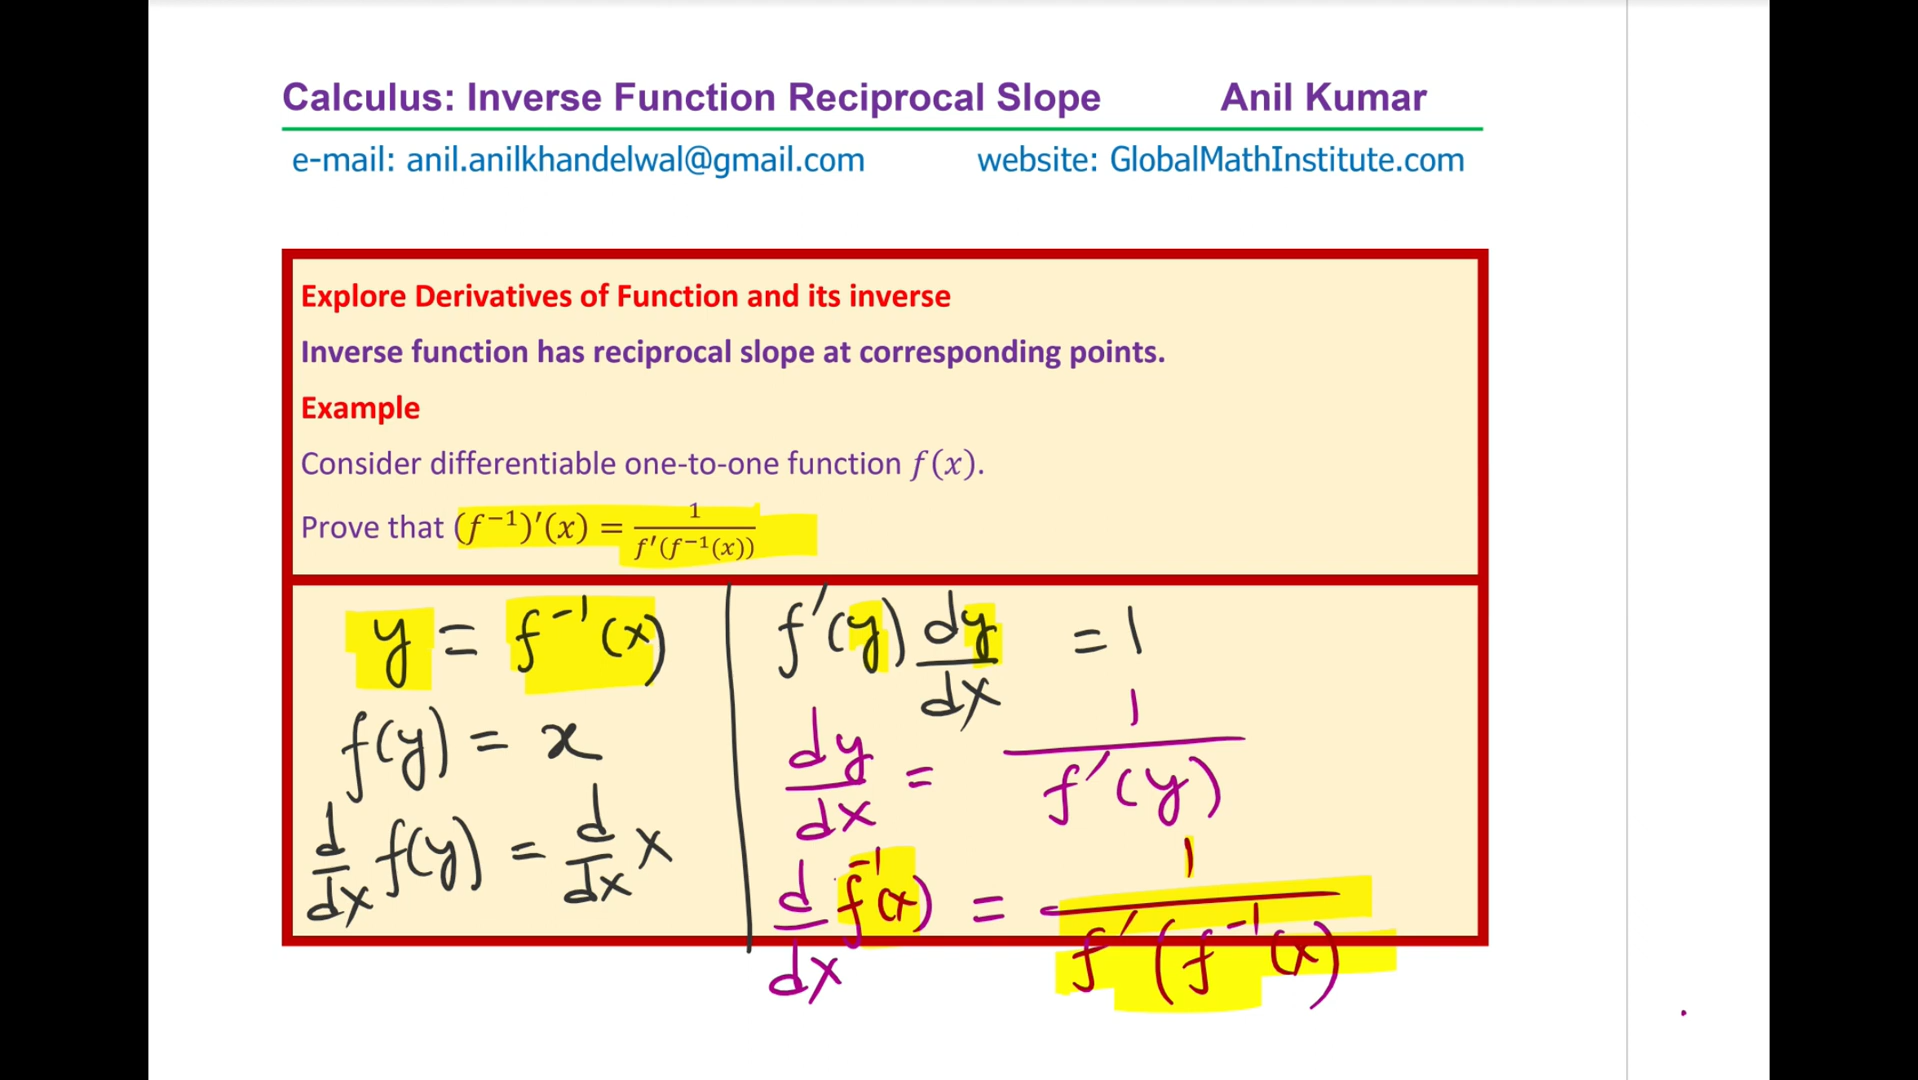 Calculus: Inverse Function Reciprocal Slope Anil Kumar
e-mail: anil.anilkhandelwal@gmail.com website: GlobalMathInstitute.com
Explore Derivatives of Function and its inverse
Inverse function has reciprocal slope at corresponding points.
Example
Consider differentiable one-to-one function f(x).
Prove that (f⁻¹)′(x) = 1/f′(f⁻¹(x))
y = f⁻¹(x)
f(y) = x
d/dx f(y) = d/dx x
f′(y) dy/dx = 1
dy/dx = 1/f′(y)
d/dx f⁻¹(x) = 1/f′(f⁻¹(x)